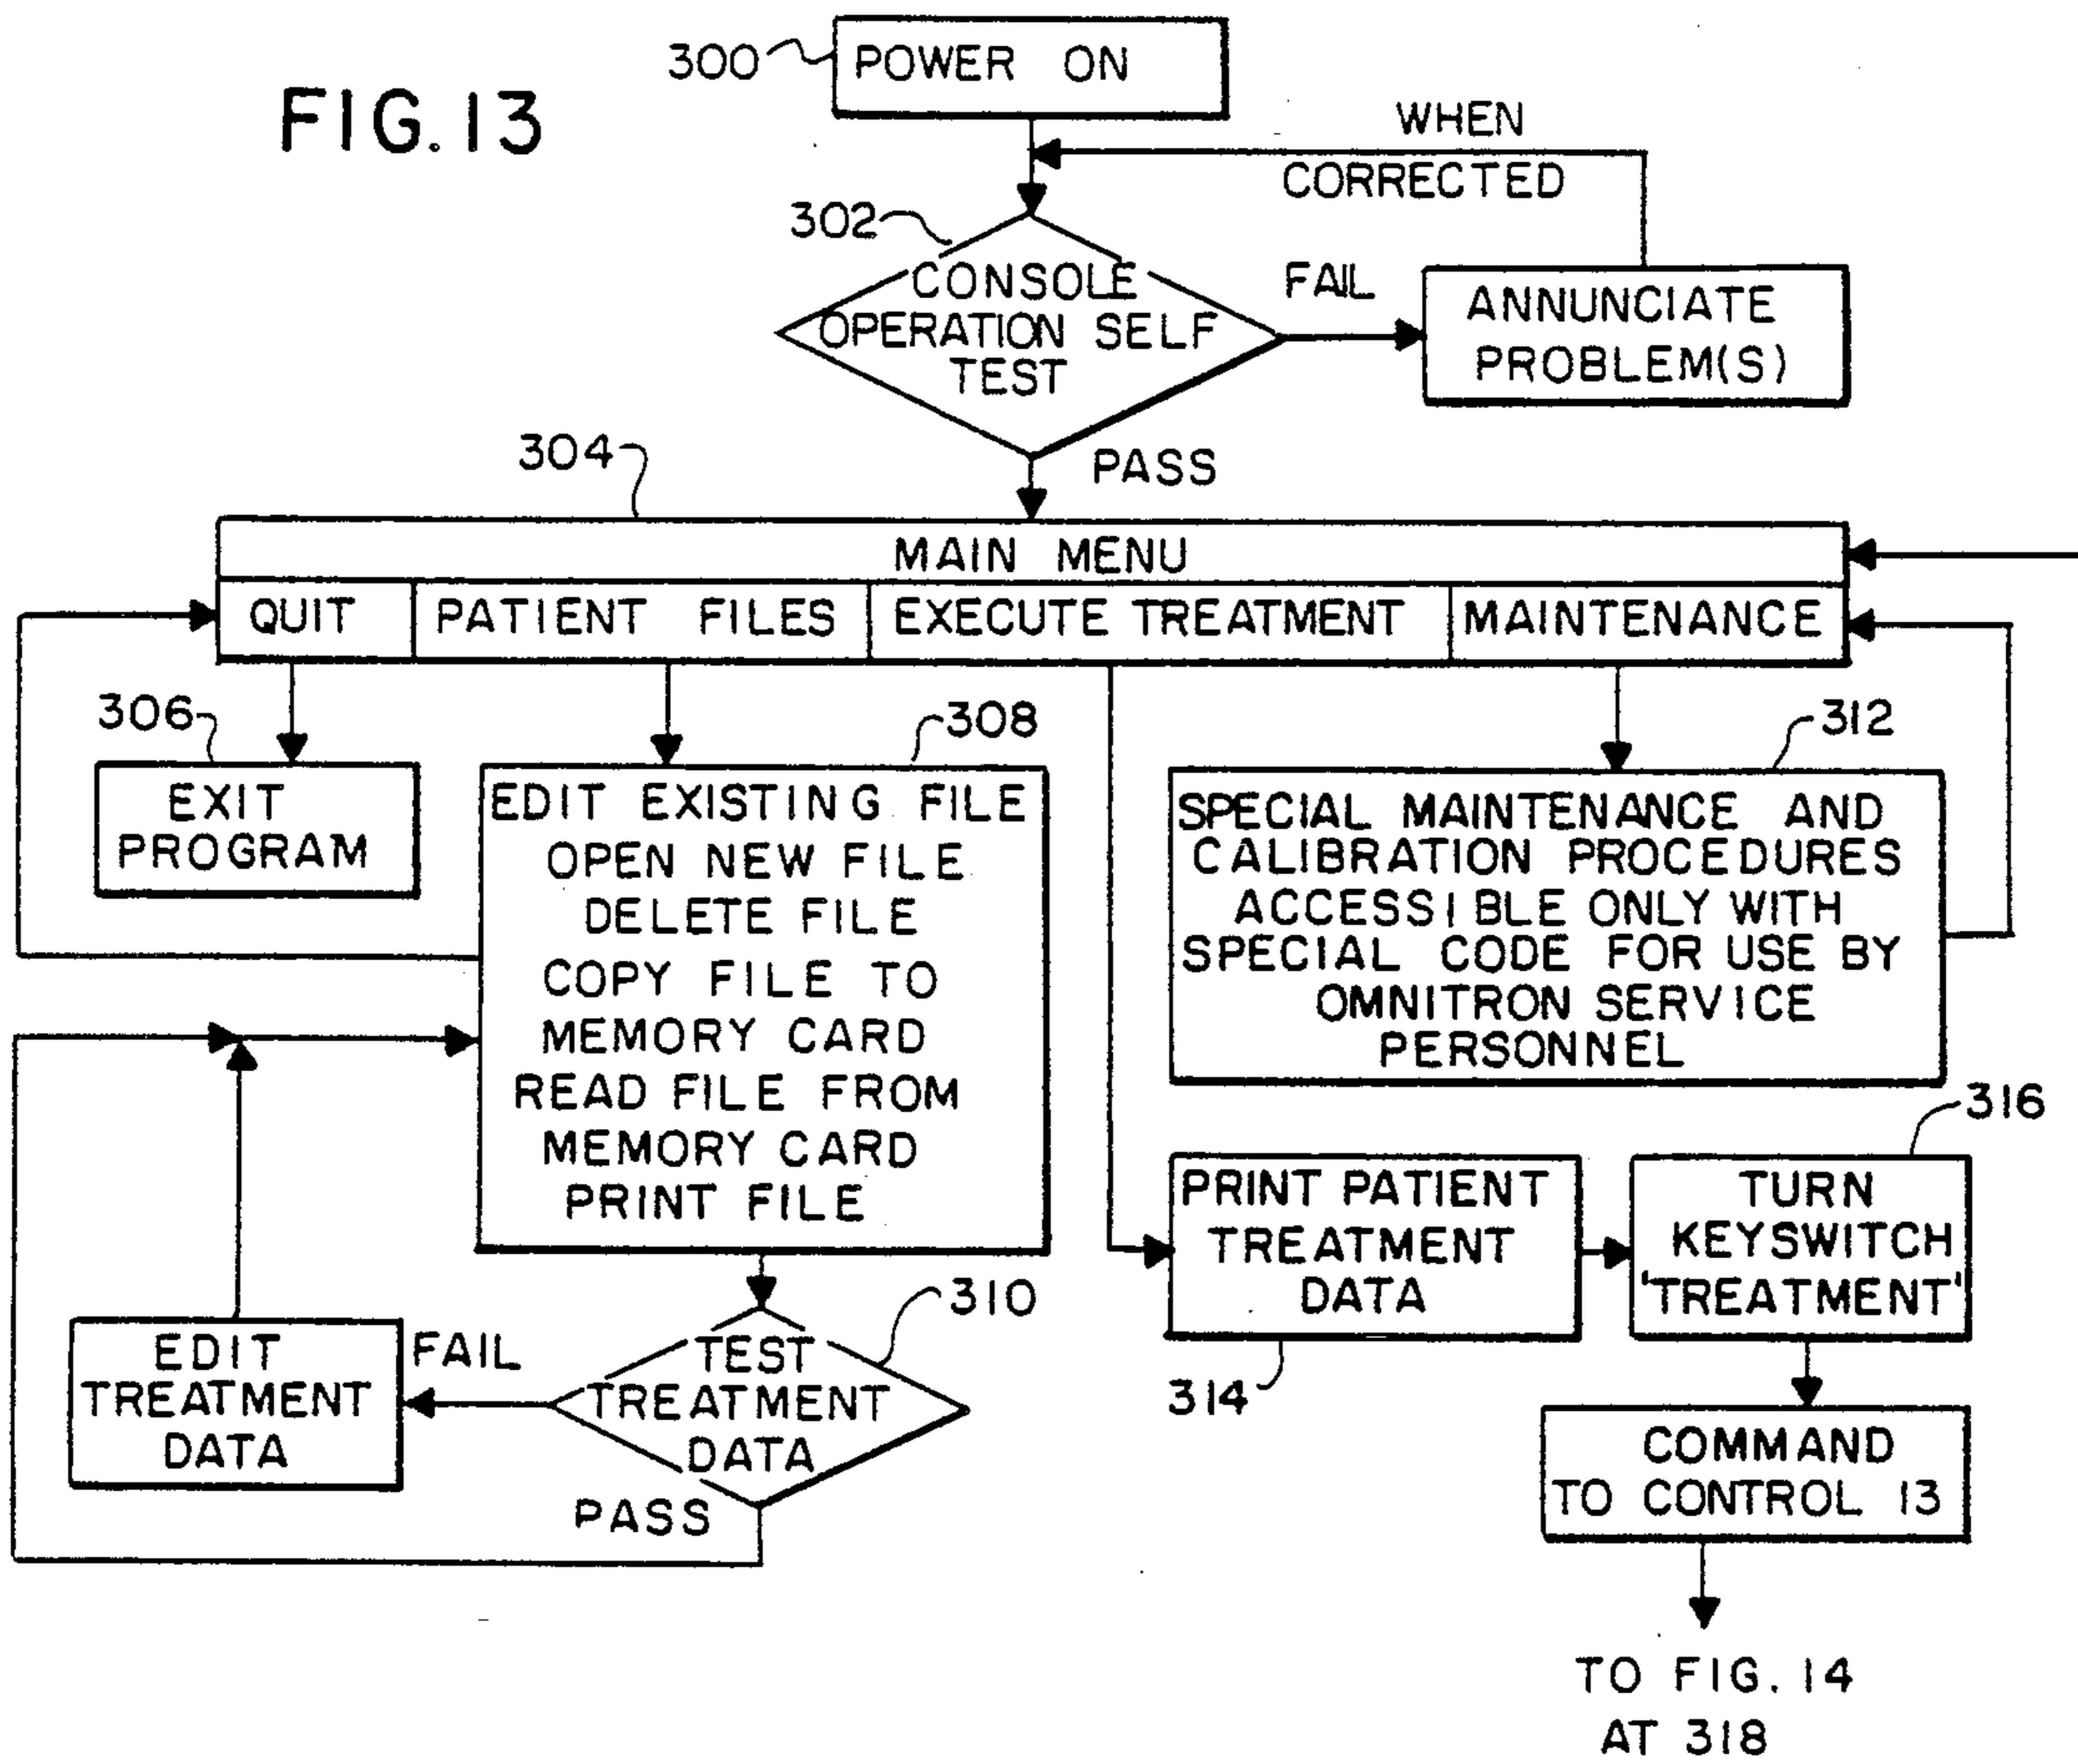 FIG. 13
300
POWER ON
WHEN
CORRECTED
302
CONSOLE
OPERATION SELF
TEST
FAIL
ANNUNCIATE
PROBLEM(S)
PASS
304
MAIN MENU
QUIT
PATIENT FILES
EXECUTE TREATMENT
MAINTENANCE
306
EXIT
PROGRAM
308
EDIT EXISTING FILE
OPEN NEW FILE
DELETE FILE
COPY FILE TO
MEMORY CARD
READ FILE FROM
MEMORY CARD
PRINT FILE
312
SPECIAL MAINTENANCE AND
CALIBRATION PROCEDURES
ACCESSIBLE ONLY WITH
SPECIAL CODE FOR USE BY
OMNITRON SERVICE
PERSONNEL
310
TEST
TREATMENT
DATA
FAIL
EDIT
TREATMENT
DATA
PASS
PRINT PATIENT
TREATMENT
DATA
314
316
TURN
KEYSWITCH
'TREATMENT'
COMMAND
TO CONTROL 13
TO FIG. 14
AT 318